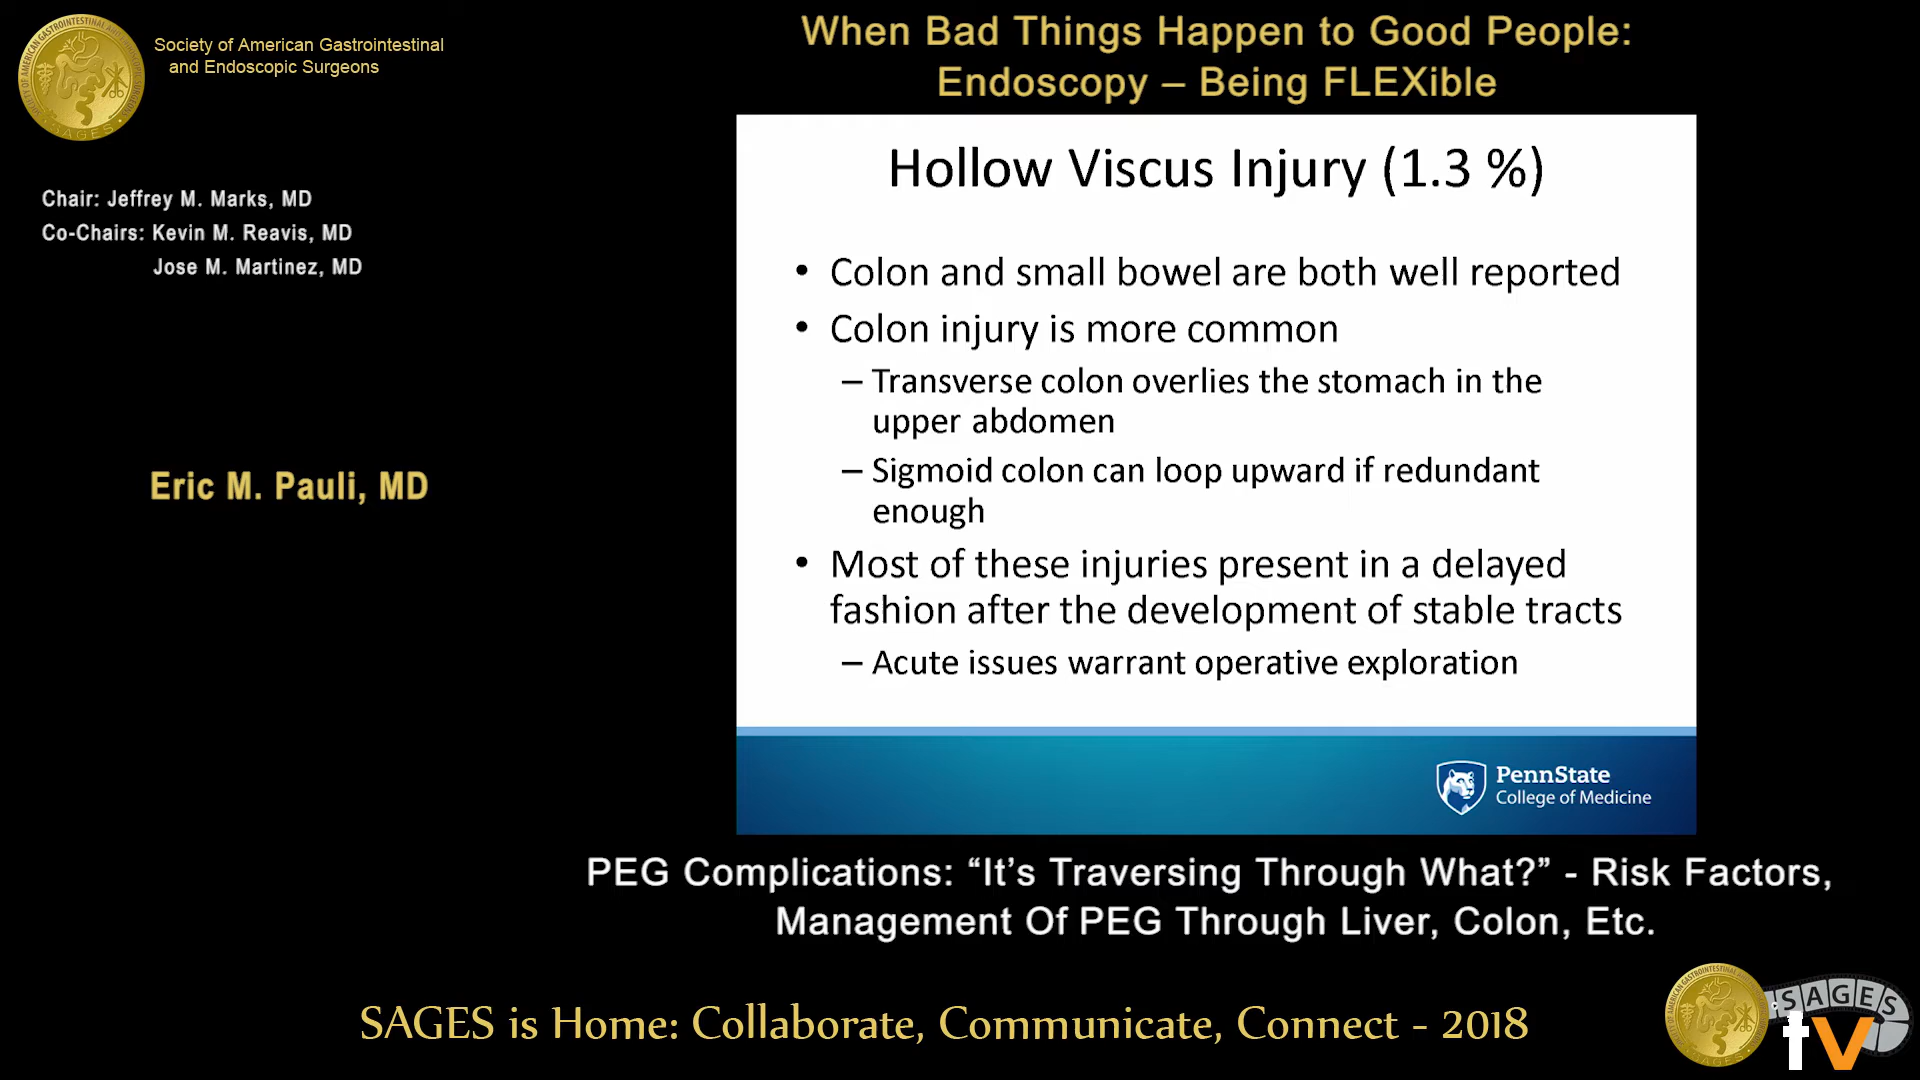 Society of American Gastrointestinal
and Endoscopic Surgeons
When Bad Things Happen to Good People:
Endoscopy – Being FLEXible
Chair: Jeffrey M. Marks, MD
Co-Chairs: Kevin M. Reavis, MD
Jose M. Martinez, MD
Eric M. Pauli, MD
Hollow Viscus Injury (1.3 %)
• Colon and small bowel are both well reported
• Colon injury is more common
– Transverse colon overlies the stomach in the
upper abdomen
– Sigmoid colon can loop upward if redundant
enough
• Most of these injuries present in a delayed
fashion after the development of stable tracts
– Acute issues warrant operative exploration
PennState
College of Medicine
PEG Complications: “It’s Traversing Through What?” - Risk Factors,
Management Of PEG Through Liver, Colon, Etc.
SAGES is Home: Collaborate, Communicate, Connect - 2018
SAGES
tv